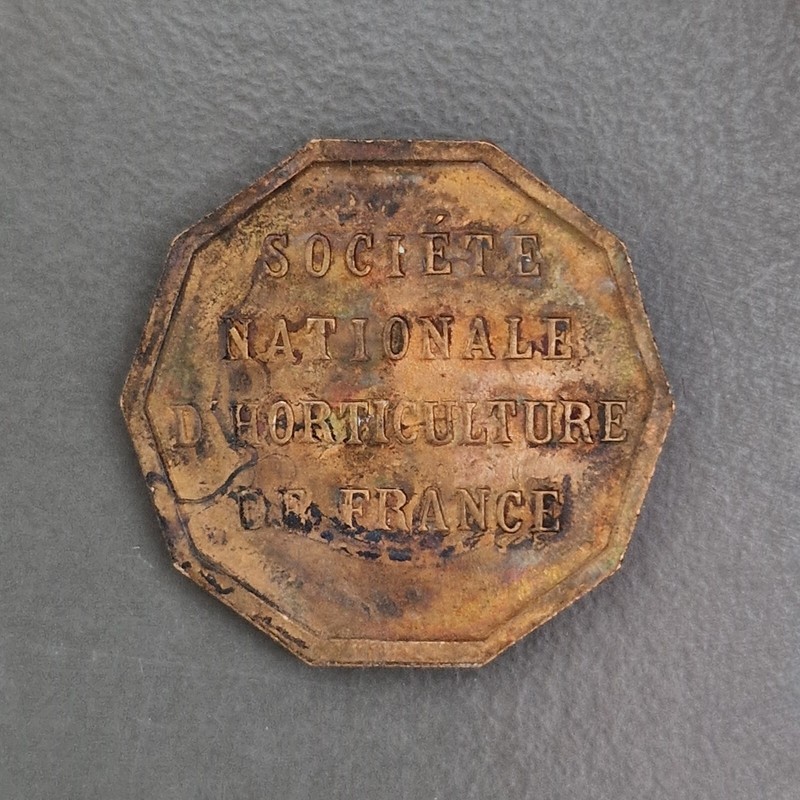 SOCIÉTÉ
NATIONALE
D'HORTICULTURE
DE FRANCE